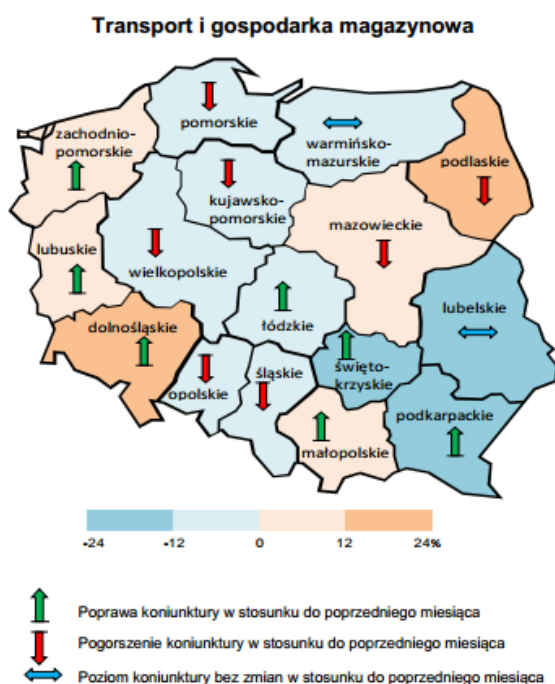 Transport i gospodarka magazynowa
pomorskie
zachodnio-
pomorskie
warmińsko-
mazurskie
podlaskie
kujawsko-
pomorskie
mazowieckie
lubuskie
wielkopolskie
lubelskie
dolnośląskie
łódzkie
opolskie
śląskie
święto-
krzyskie
podkarpackie
małopolskie
-24 -12 0 12 24%
Poprawa koniunktury w stosunku do poprzedniego miesiąca
Pogorszenie koniunktury w stosunku do poprzedniego miesiąca
Poziom koniunktury bez zmian w stosunku do poprzedniego miesiąca